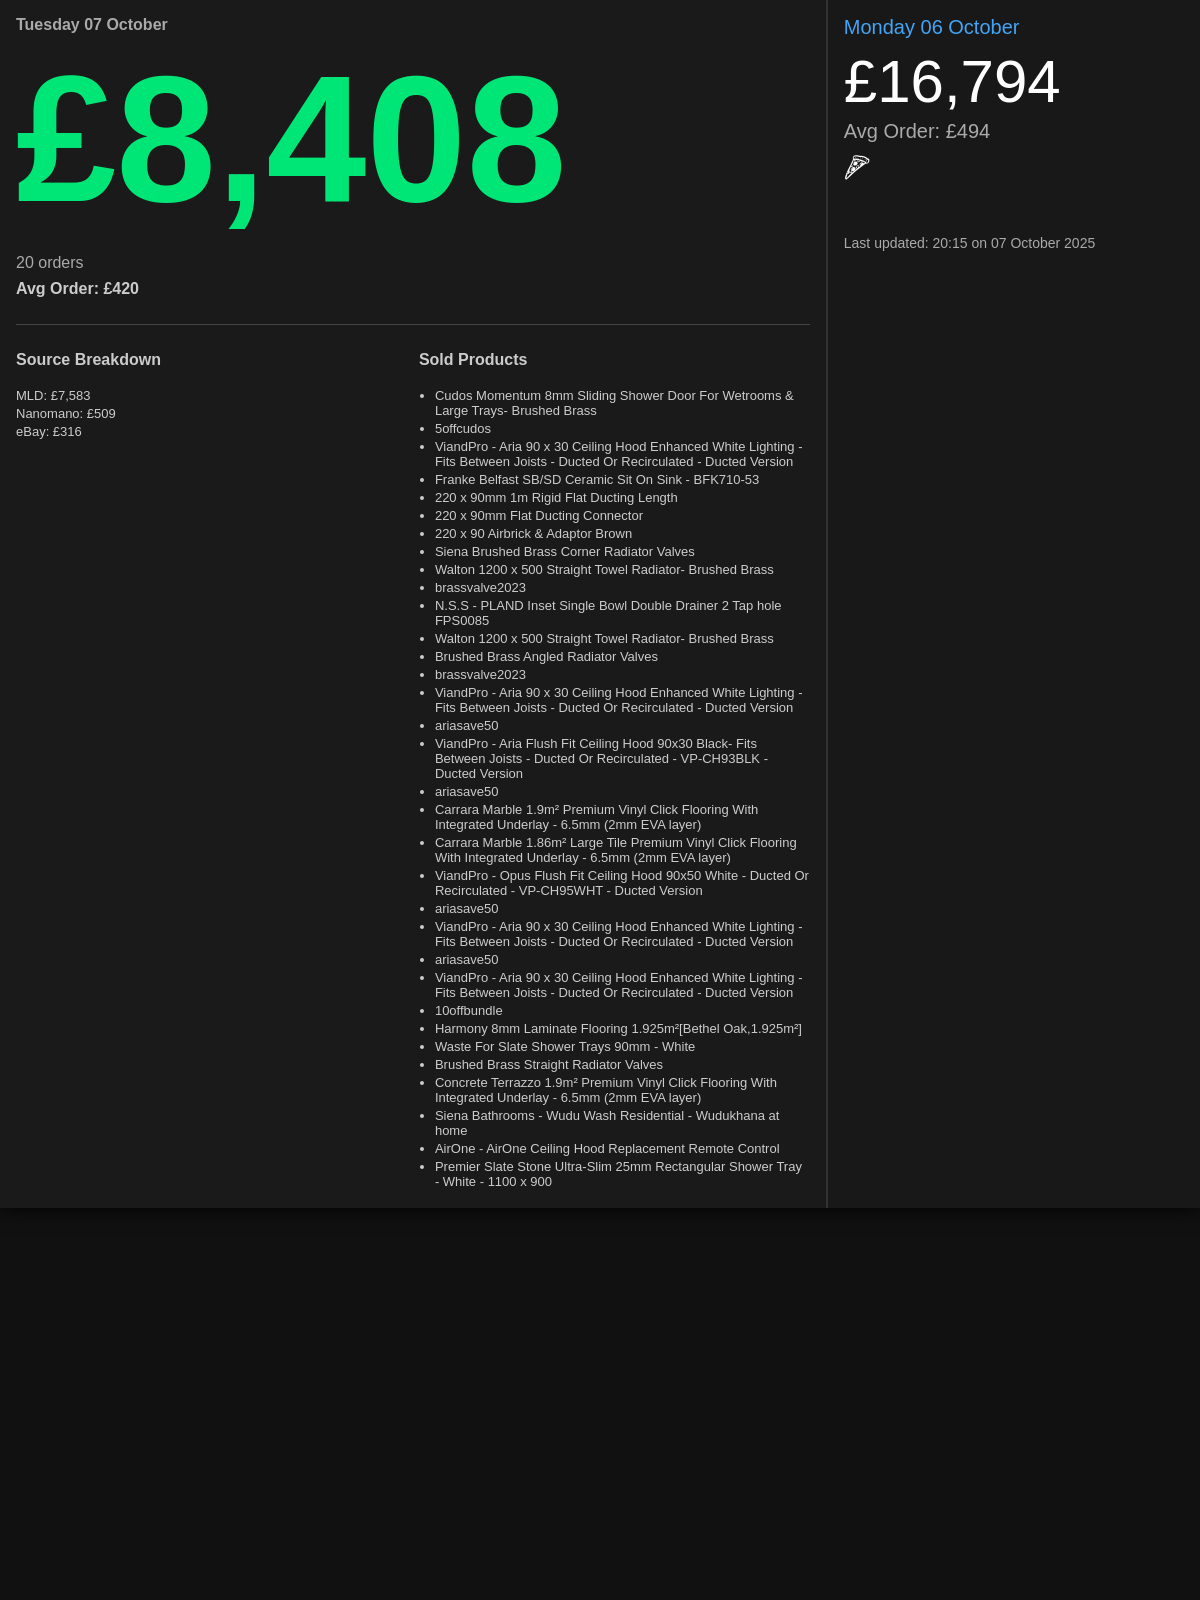 Tuesday 07 October
£8,408
20 orders
Avg Order: £420
Source Breakdown
MLD: £7,583
Nanomano: £509
eBay: £316
Sold Products
• Cudos Momentum 8mm Sliding Shower Door For Wetrooms &
Large Trays- Brushed Brass
• 5offcudos
• ViandPro - Aria 90 x 30 Ceiling Hood Enhanced White Lighting -
Fits Between Joists - Ducted Or Recirculated - Ducted Version
• Franke Belfast SB/SD Ceramic Sit On Sink - BFK710-53
• 220 x 90mm 1m Rigid Flat Ducting Length
• 220 x 90mm Flat Ducting Connector
• 220 x 90 Airbrick & Adaptor Brown
• Siena Brushed Brass Corner Radiator Valves
• Walton 1200 x 500 Straight Towel Radiator- Brushed Brass
• brassvalve2023
• N.S.S - PLAND Inset Single Bowl Double Drainer 2 Tap hole
FPS0085
• Walton 1200 x 500 Straight Towel Radiator- Brushed Brass
• Brushed Brass Angled Radiator Valves
• brassvalve2023
• ViandPro - Aria 90 x 30 Ceiling Hood Enhanced White Lighting -
Fits Between Joists - Ducted Or Recirculated - Ducted Version
• ariasave50
• ViandPro - Aria Flush Fit Ceiling Hood 90x30 Black- Fits
Between Joists - Ducted Or Recirculated - VP-CH93BLK -
Ducted Version
• ariasave50
• Carrara Marble 1.9m² Premium Vinyl Click Flooring With
Integrated Underlay - 6.5mm (2mm EVA layer)
• Carrara Marble 1.86m² Large Tile Premium Vinyl Click Flooring
With Integrated Underlay - 6.5mm (2mm EVA layer)
• ViandPro - Opus Flush Fit Ceiling Hood 90x50 White - Ducted Or
Recirculated - VP-CH95WHT - Ducted Version
• ariasave50
• ViandPro - Aria 90 x 30 Ceiling Hood Enhanced White Lighting -
Fits Between Joists - Ducted Or Recirculated - Ducted Version
• ariasave50
• ViandPro - Aria 90 x 30 Ceiling Hood Enhanced White Lighting -
Fits Between Joists - Ducted Or Recirculated - Ducted Version
• 10offbundle
• Harmony 8mm Laminate Flooring 1.925m²[Bethel Oak,1.925m²]
• Waste For Slate Shower Trays 90mm - White
• Brushed Brass Straight Radiator Valves
• Concrete Terrazzo 1.9m² Premium Vinyl Click Flooring With
Integrated Underlay - 6.5mm (2mm EVA layer)
• Siena Bathrooms - Wudu Wash Residential - Wudukhana at
home
• AirOne - AirOne Ceiling Hood Replacement Remote Control
• Premier Slate Stone Ultra-Slim 25mm Rectangular Shower Tray
- White - 1100 x 900
Monday 06 October
£16,794
Avg Order: £494
Last updated: 20:15 on 07 October 2025